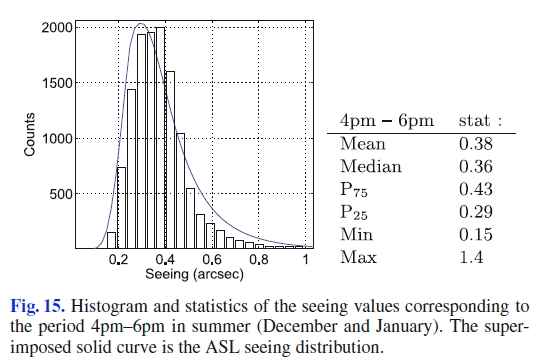 2000
1500
1000
500
Counts
0.2 0.4 0.6 0.8 1
Seeing (arcsec)
4pm – 6pm stat :
Mean 0.38
Median 0.36
P75 0.43
P25 0.29
Min 0.15
Max 1.4
Fig. 15. Histogram and statistics of the seeing values corresponding to
the period 4pm–6pm in summer (December and January). The super-
imposed solid curve is the ASL seeing distribution.